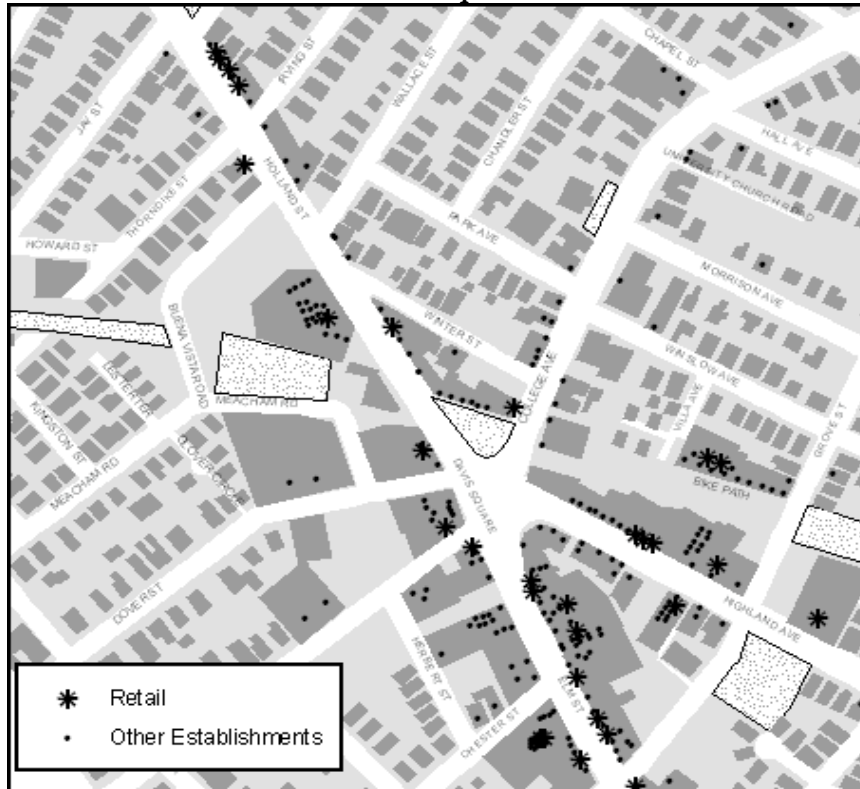 CHAPEL ST
IRVING ST
WALLACE ST
JAY ST
CHANDLER ST
HALL AVE
UNIVERSITY CHURCH ROAD
THORNDIKE ST
HOLLAND ST
PARK AVE
HOWARD ST
MORRISON AVE
BUENA VISTA ROAD
WINTER ST
WINSLOW AVE
COLLEGE AVE
VILLA AVE
MEACHAM RD
KINGSTON ST
GROVE ST
MEACHAM RD
CLOVER CIRCLE
DAVIS SQUARE
BIKE PATH
DOVER ST
HIGHLAND AVE
HERBERT ST
ELM ST
CHESTER ST
Retail
Other Establishments